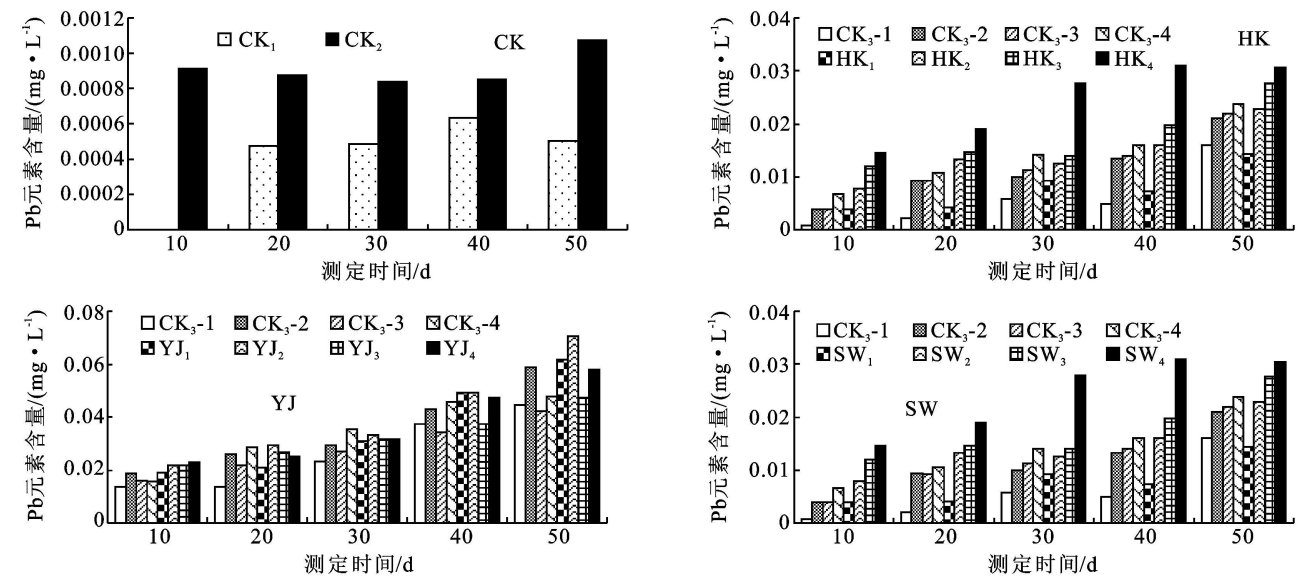 Pb元素含量/(mg·L⁻¹)
0.0012
0.0010
0.0008
0.0006
0.0004
0.0002
0
CK₁ CK₂ CK
10 20 30 40 50
测定时间/d
Pb元素含量/(mg·L⁻¹)
0.04
0.03
0.02
0.01
0
CK₃-1 CK₃-2 CK₃-3 CK₃-4 HK
HK₁ HK₂ HK₃ HK₄
10 20 30 40 50
测定时间/d
Pb元素含量/(mg·L⁻¹)
0.08
0.06
0.04
0.02
0
CK₃-1 CK₃-2 CK₃-3 CK₃-4
YJ₁ YJ₂ YJ₃ YJ₄
YJ
10 20 30 40 50
测定时间/d
Pb元素含量/(mg·L⁻¹)
0.04
0.03
0.02
0.01
0
CK₃-1 CK₃-2 CK₃-3 CK₃-4
SW₁ SW₂ SW₃ SW₄
SW
10 20 30 40 50
测定时间/d